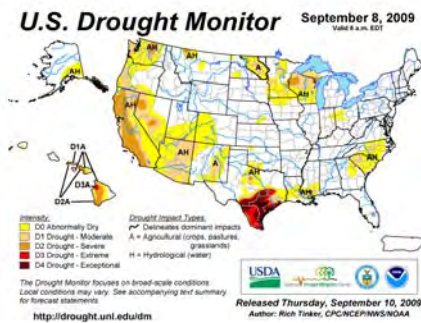 U.S. Drought Monitor
September 8, 2009
Valid 8 a.m. EDT
AH
AH
AH
A
AH
AH
AH
AH
A
AH
AH
AH
D1A
D3A
D2A
Intensity:
D0 Abnormally Dry
D1 Drought - Moderate
D2 Drought - Severe
D3 Drought - Extreme
D4 Drought - Exceptional
Drought Impact Types:
Delineates dominant impacts
A = Agricultural (crops, pastures,
grasslands)
H = Hydrological (water)
The Drought Monitor focuses on broad-scale conditions.
Local conditions may vary. See accompanying text summary
for forecast statements.
http://drought.unl.edu/dm
USDA
Released Thursday, September 10, 2009
Author: Rich Tinker, CPC/NCEP/NWS/NOAA